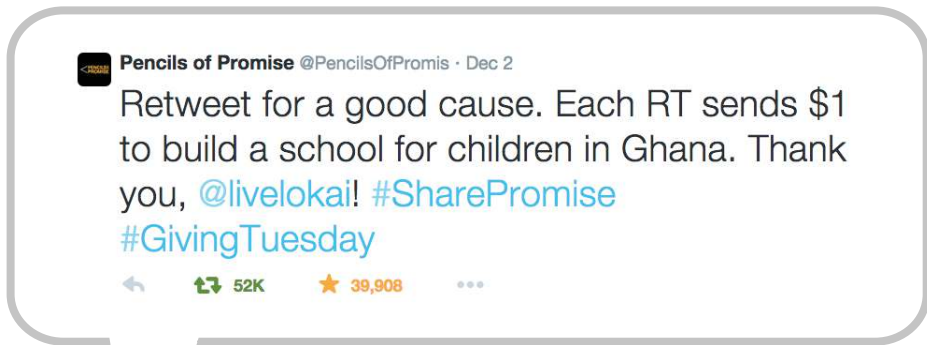 Pencils of Promise @PencilsOfPromis · Dec 2
Retweet for a good cause. Each RT sends $1
to build a school for children in Ghana. Thank
you, @livelokai! #SharePromise
#GivingTuesday
52K 39,908